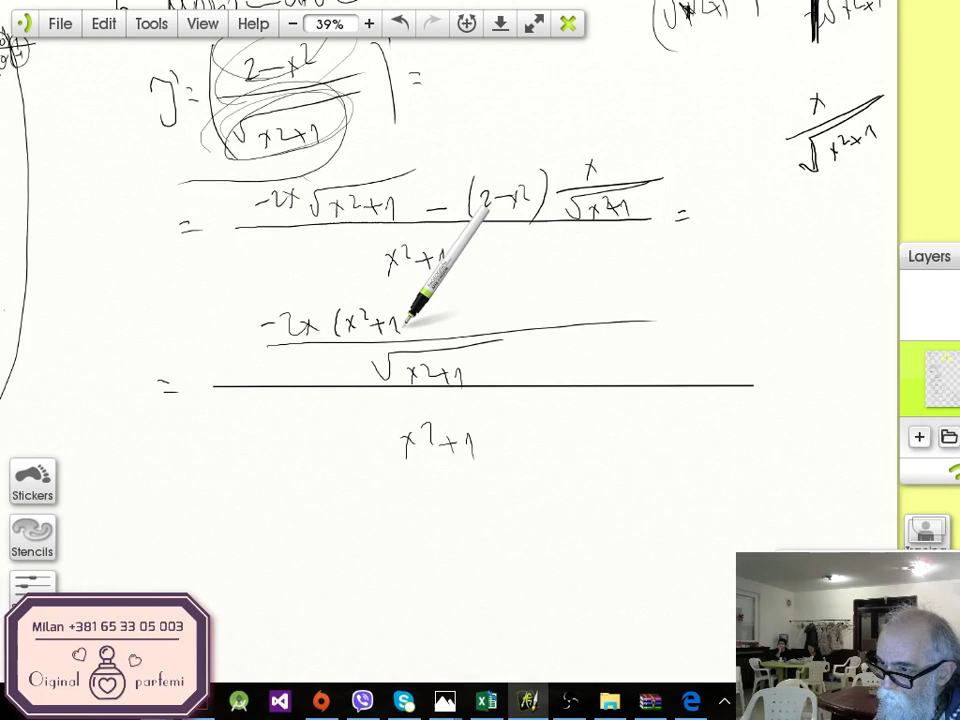 File Edit Tools View Help − 39% +
y' = ( 2-x² / √x²+1 )' =
x / √x²+1
= -2x √x²+1 - (2-x²) x / √x²+1 =
x²+1
-2x (x²+1
√x²+1
=
x²+1
Layers
Stickers
Stencils
Milan +381 65 33 05 003
Oiginal parfemi